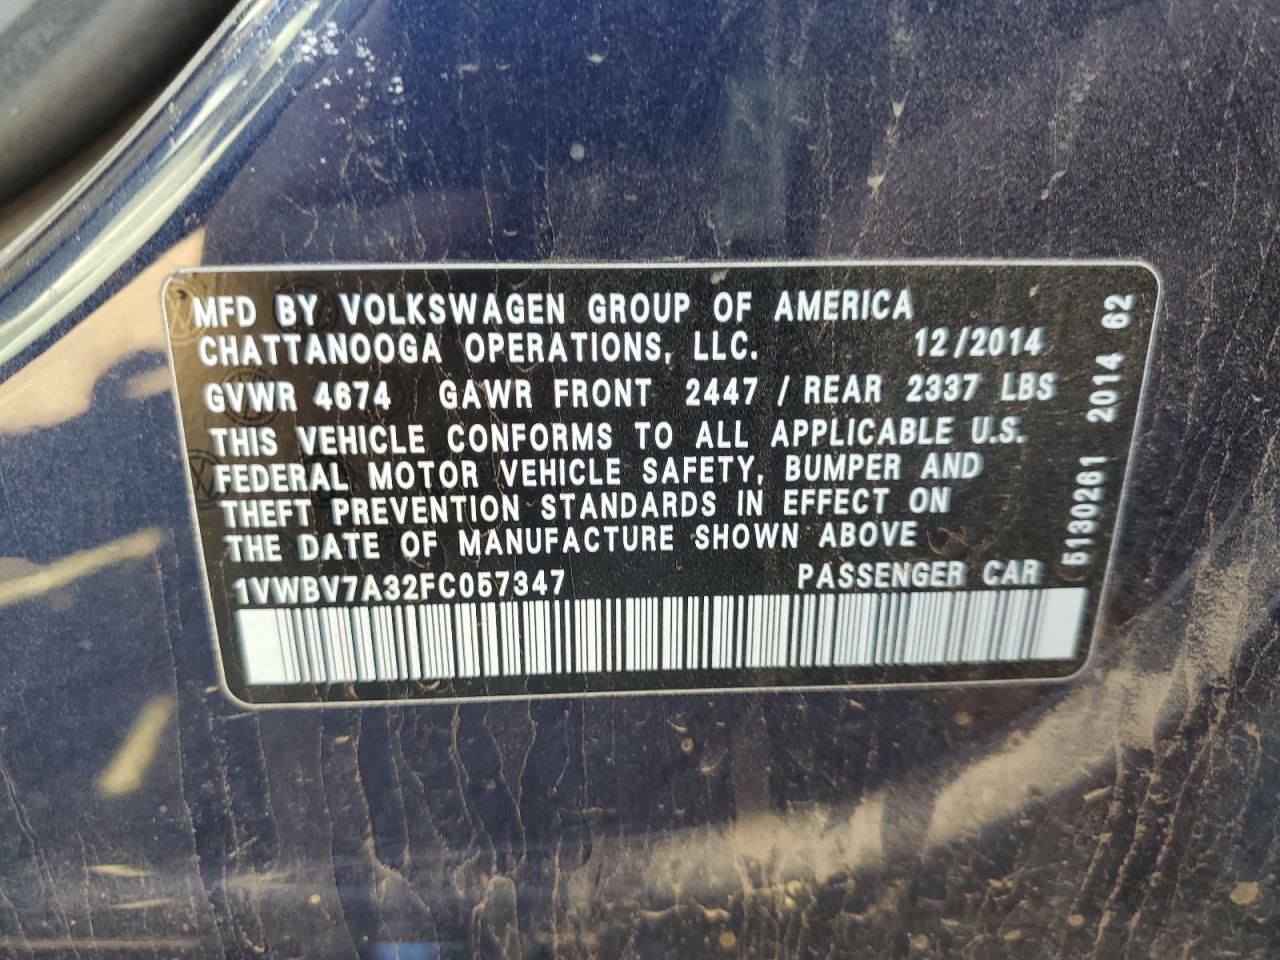 MFD BY VOLKSWAGEN GROUP OF AMERICA
CHATTANOOGA OPERATIONS, LLC. 12/2014
GVWR 4674 GAWR FRONT 2447 / REAR 2337 LBS
THIS VEHICLE CONFORMS TO ALL APPLICABLE U.S.
FEDERAL MOTOR VEHICLE SAFETY, BUMPER AND
THEFT PREVENTION STANDARDS IN EFFECT ON
THE DATE OF MANUFACTURE SHOWN ABOVE
1VWBV7A32FC057347 PASSENGER CAR
5130261 2014 62